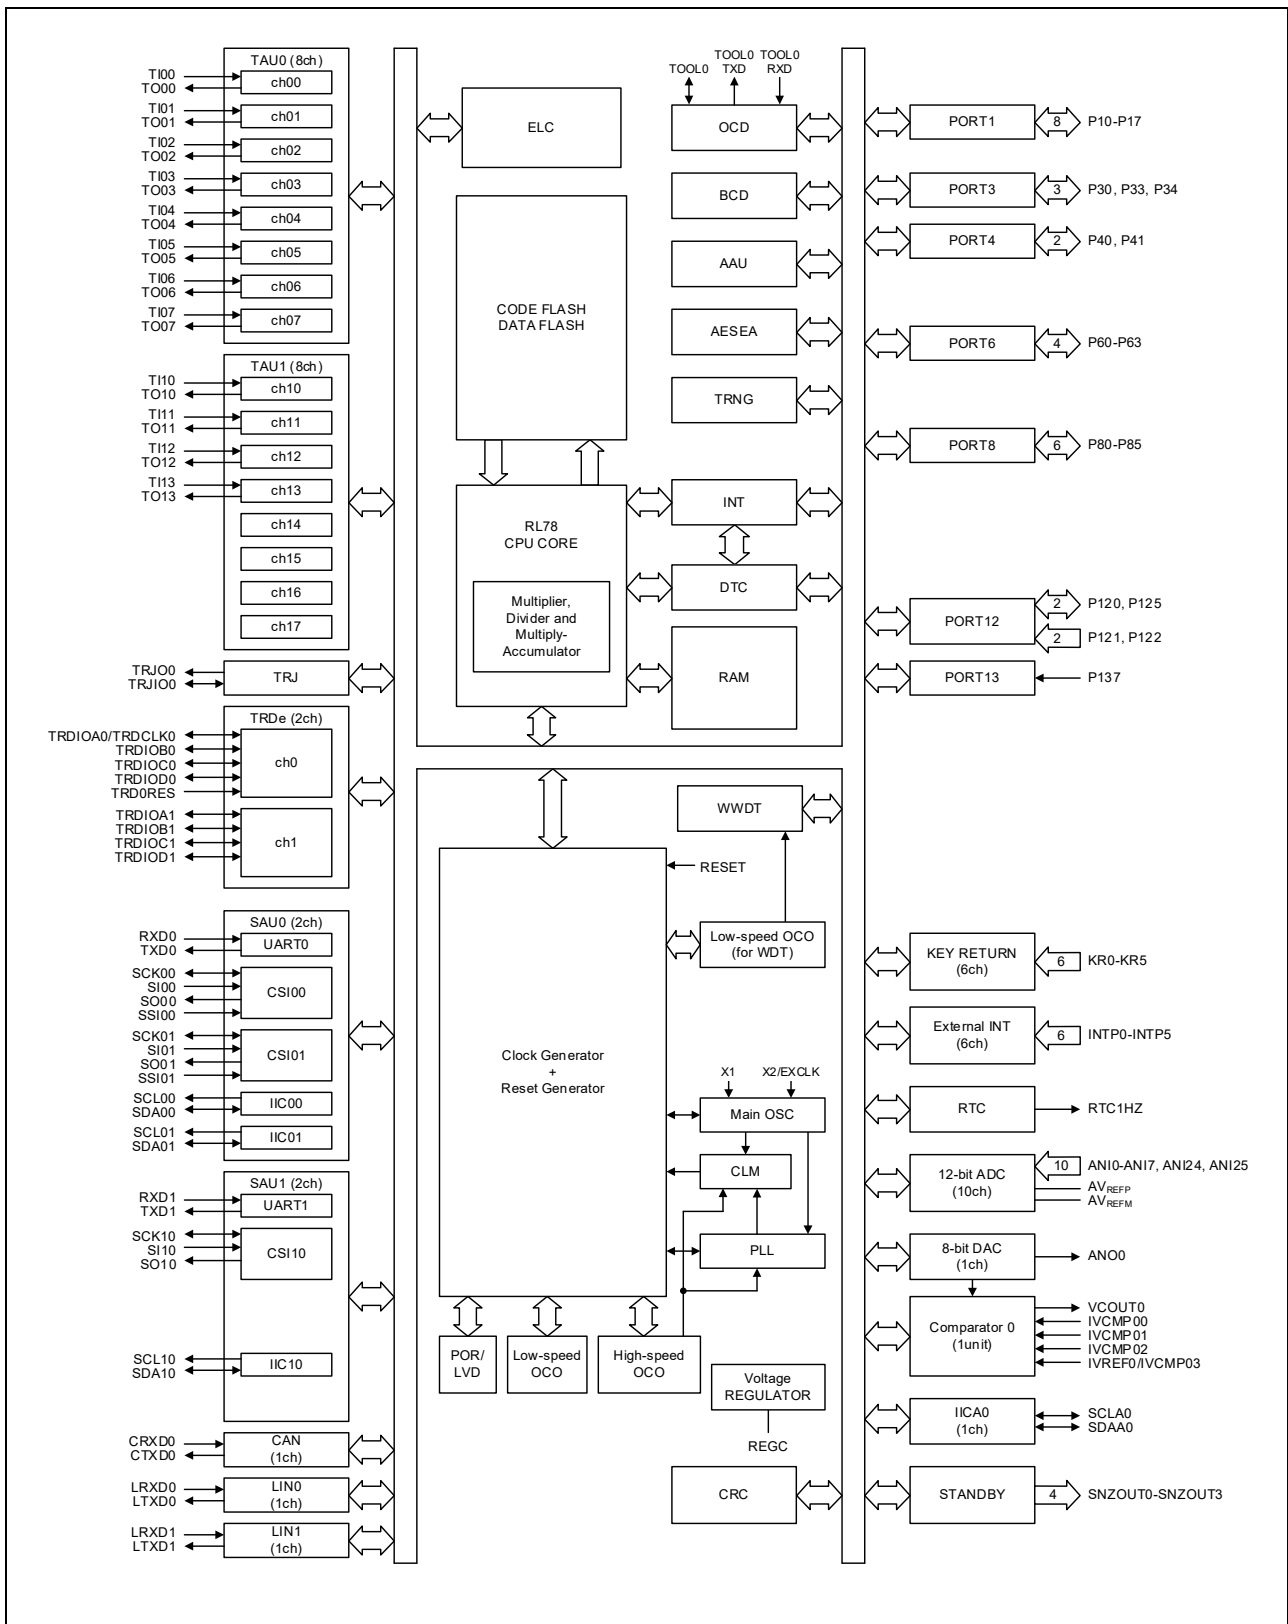 TAU0 (8ch)
TI00
TO00
ch00
TI01
TO01
ch01
TI02
TO02
ch02
TI03
TO03
ch03
TI04
TO04
ch04
TI05
TO05
ch05
TI06
TO06
ch06
TI07
TO07
ch07
TAU1 (8ch)
TI10
TO10
ch10
TI11
TO11
ch11
TI12
TO12
ch12
TI13
TO13
ch13
ch14
ch15
ch16
ch17
TRJO0
TRJIO0
TRJ
TRDe (2ch)
TRDIOA0/TRDCLK0
TRDIOB0
TRDIOC0
TRDIOD0
TRD0RES
ch0
TRDIOA1
TRDIOB1
TRDIOC1
TRDIOD1
ch1
SAU0 (2ch)
RXD0
TXD0
UART0
SCK00
SI00
SO00
SSI00
CSI00
SCK01
SI01
SO01
SSI01
CSI01
SCL00
SDA00
IIC00
SCL01
SDA01
IIC01
SAU1 (2ch)
RXD1
TXD1
UART1
SCK10
SI10
SO10
CSI10
SCL10
SDA10
IIC10
CRXD0
CTXD0
CAN
(1ch)
LRXD0
LTXD0
LIN0
(1ch)
LRXD1
LTXD1
LIN1
(1ch)
ELC
CODE FLASH
DATA FLASH
RL78
CPU CORE
Multiplier,
Divider and
Multiply-
Accumulator
TOOL0
TOOL0
TXD
TOOL0
RXD
OCD
BCD
AAU
AESEA
TRNG
INT
DTC
RAM
WWDT
RESET
Low-speed OCO
(for WDT)
Clock Generator
+
Reset Generator
X1
X2/EXCLK
Main OSC
CLM
PLL
POR/
LVD
Low-speed
OCO
High-speed
OCO
Voltage
REGULATOR
REGC
CRC
PORT1
8
P10-P17
PORT3
3
P30, P33, P34
PORT4
2
P40, P41
PORT6
4
P60-P63
PORT8
6
P80-P85
PORT12
2
P120, P125
2
P121, P122
PORT13
P137
KEY RETURN
(6ch)
6
KR0-KR5
External INT
(6ch)
6
INTP0-INTP5
RTC
RTC1HZ
12-bit ADC
(10ch)
10
ANI0-ANI7, ANI24, ANI25
AVREFP
AVREFM
8-bit DAC
(1ch)
ANO0
Comparator 0
(1unit)
VCOUT0
IVCMP00
IVCMP01
IVCMP02
IVREF0/IVCMP03
IICA0
(1ch)
SCLA0
SDAA0
STANDBY
4
SNZOUT0-SNZOUT3